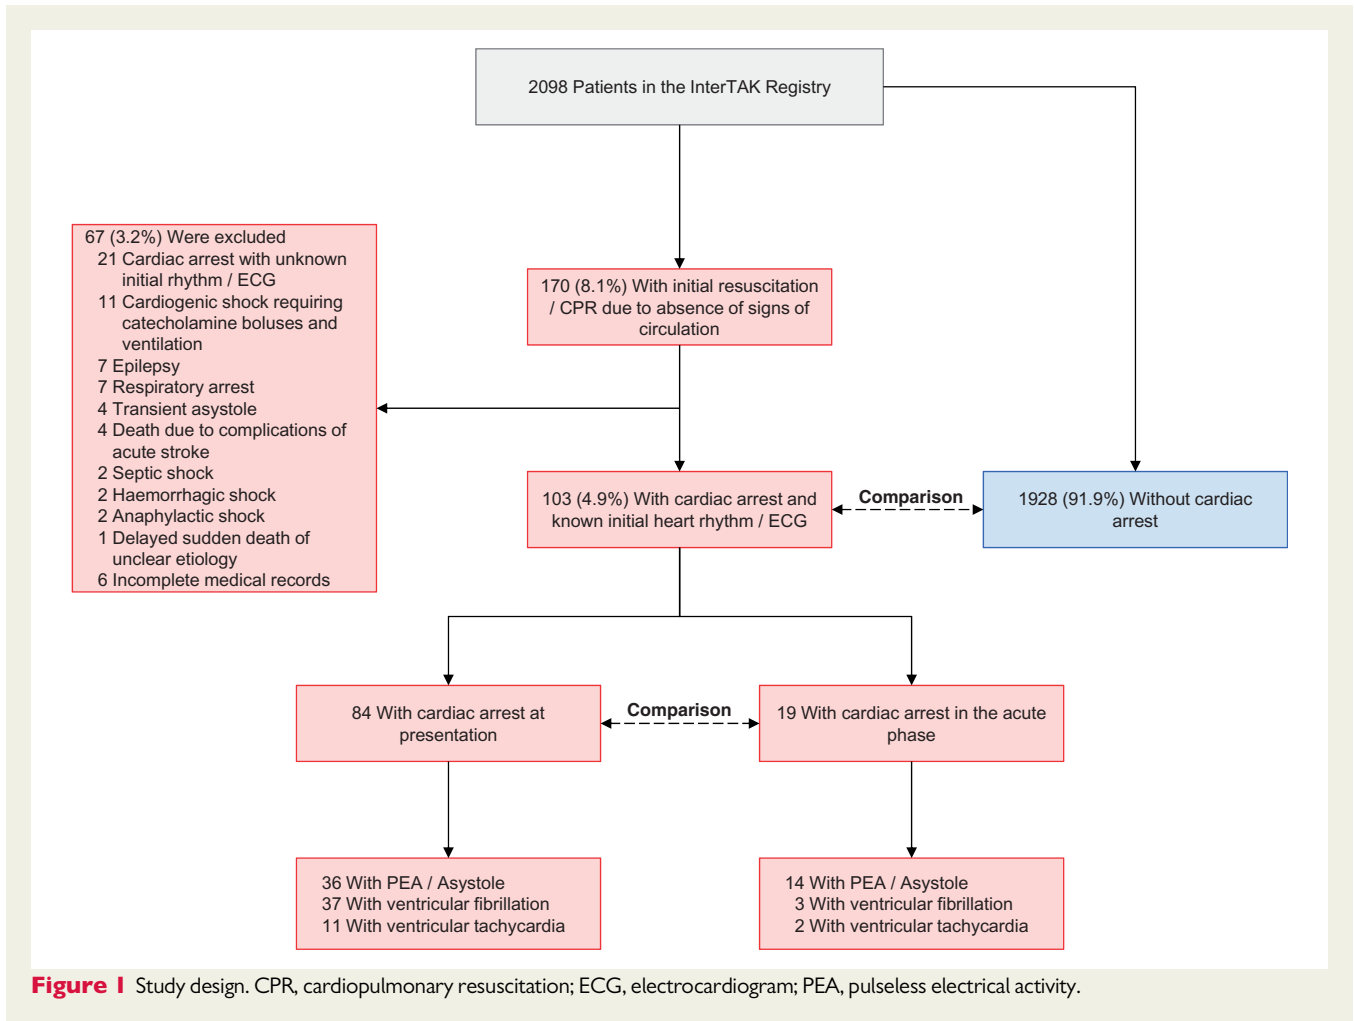 2098 Patients in the InterTAK Registry
67 (3.2%) Were excluded
21 Cardiac arrest with unknown
initial rhythm / ECG
11 Cardiogenic shock requiring
catecholamine boluses and
ventilation
7 Epilepsy
7 Respiratory arrest
4 Transient asystole
4 Death due to complications of
acute stroke
2 Septic shock
2 Haemorrhagic shock
2 Anaphylactic shock
1 Delayed sudden death of
unclear etiology
6 Incomplete medical records
170 (8.1%) With initial resuscitation
/ CPR due to absence of signs of
circulation
103 (4.9%) With cardiac arrest and
known initial heart rhythm / ECG
Comparison
1928 (91.9%) Without cardiac
arrest
84 With cardiac arrest at
presentation
Comparison
19 With cardiac arrest in the acute
phase
36 With PEA / Asystole
37 With ventricular fibrillation
11 With ventricular tachycardia
14 With PEA / Asystole
3 With ventricular fibrillation
2 With ventricular tachycardia
Figure 1 Study design. CPR, cardiopulmonary resuscitation; ECG, electrocardiogram; PEA, pulseless electrical activity.